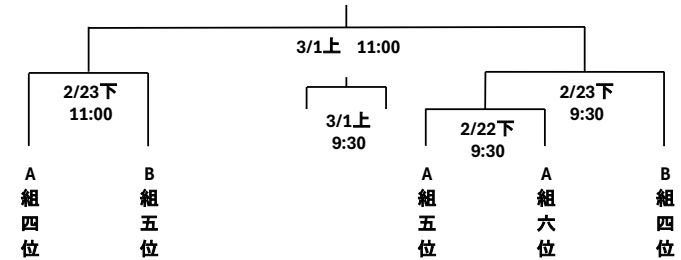 3/1上 11:00
2/23下
11:00
3/1上
9:30
2/22下
9:30
2/23下
9:30
A組四位
B組五位
A組五位
A組六位
B組四位